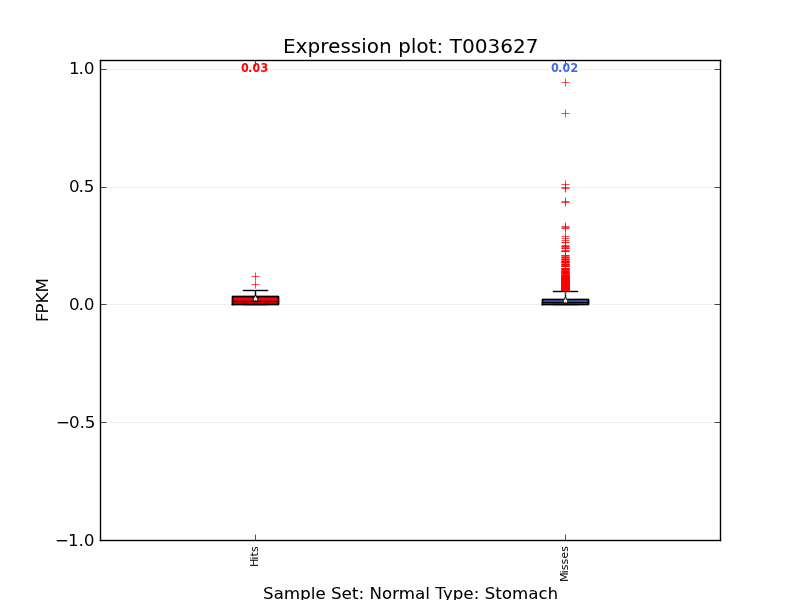 Expression plot: T003627
1.0
0.03
0.02
0.5
0.0
FPKM
−0.5
−1.0
Hits
Misses
Sample Set: Normal Type: Stomach